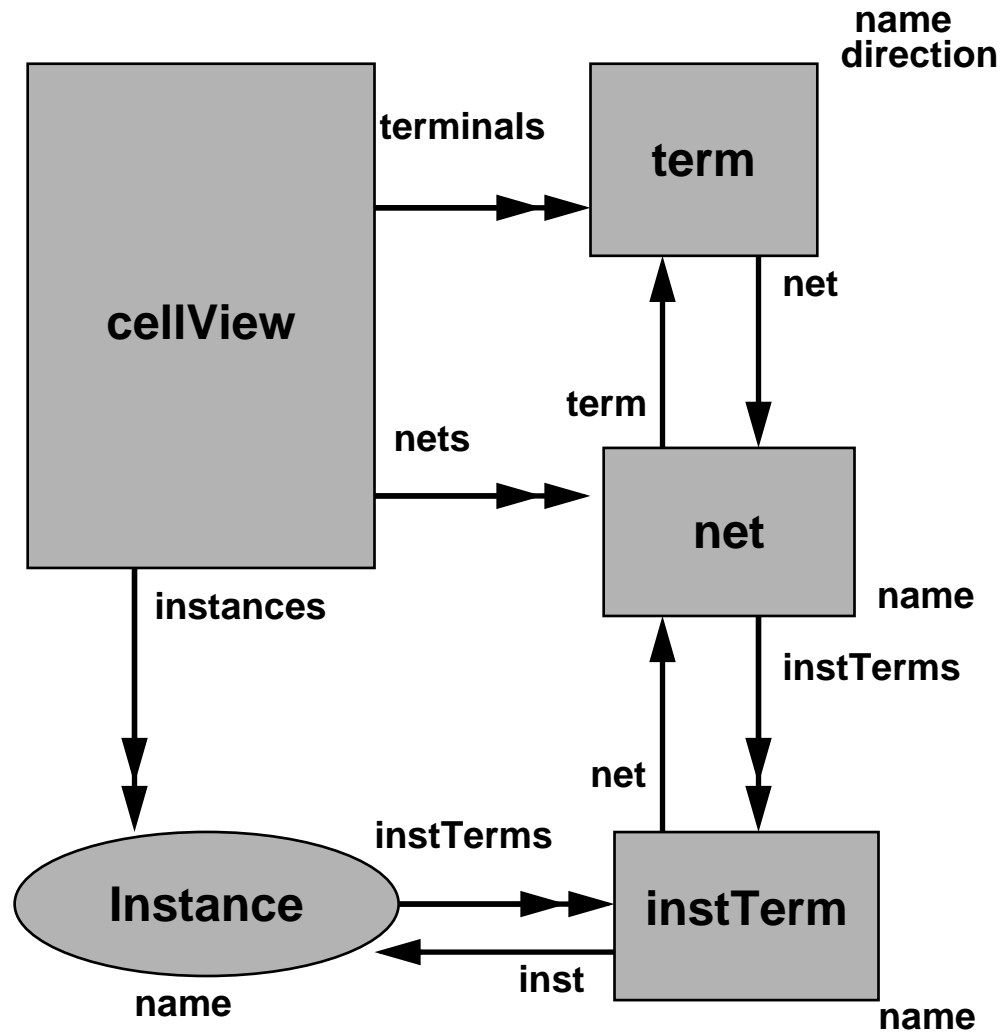 name
direction
terminals
term
net
cellView
term
nets
net
name
instances
instTerms
net
instTerms
Instance
instTerm
inst
name
name